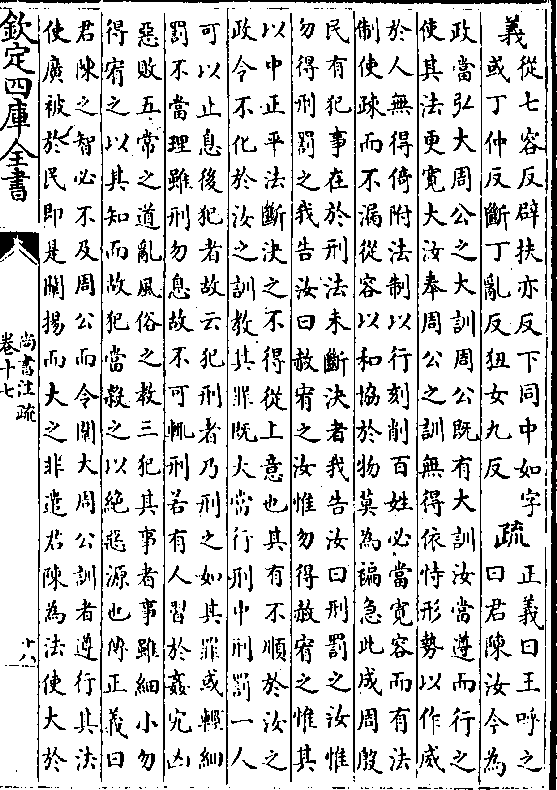 義從七容反辟扶亦反下同中如字
或丁仲反斷丁亂反狃女九反
疏
正義曰王呼之
曰君陳汝今為
政當弘大周公之大訓周公既有大訓汝當遵而行之
使其法更寛大汝奉周公之訓無得依恃形勢以作威
於人無得倚附法制以行刻削百姓必當寛容而有法
制使疎而不漏從容以和協於物莫為褊急此成周殷
民有犯事在於刑法未斷決者我告汝曰刑罰之汝惟
勿得刑罰之我告汝曰赦宥之汝惟勿得赦宥之惟其
以中正平法斷決之不得從上意也其有不順於汝之
政令不化於汝之訓教其罪既大當行刑中刑罰一人
可以止息後犯者故云犯刑者乃刑之如其罪或輕細
罰不當理雖刑勿息故不可輒刑若有人習於姦宄凶
惡敗五常之道亂風俗之教三犯其事者事雖細小勿
得宥之以其知而故犯當殺之以絶惡源也傳正義曰
君陳之智必不及周公而令闡大周公訓者遵行其法
使廣被於民即是闡揚而大之非遣君陳為法使大於
欽定四庫全書
尚書注疏
卷十七
十八